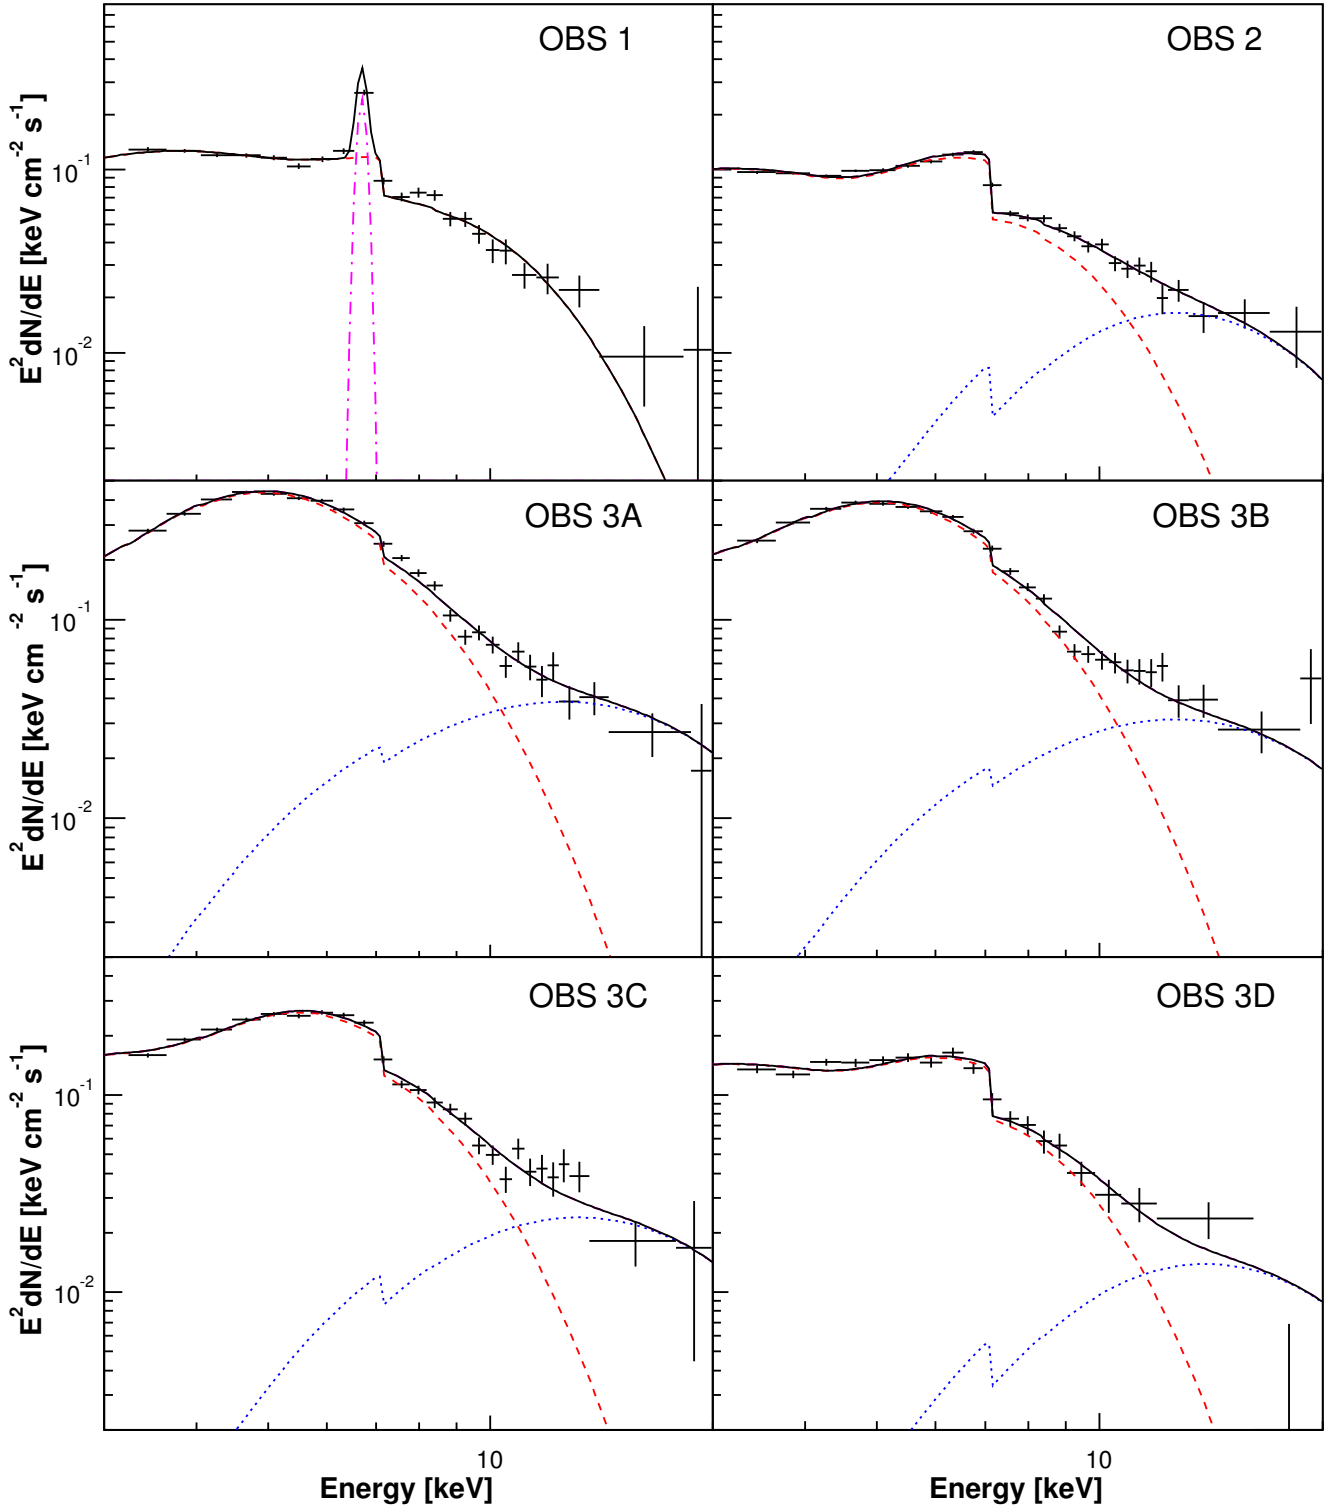 OBS 1
OBS 2
E²dN/dE [keV cm⁻² s⁻¹]
10⁻¹
10⁻²
OBS 3A
OBS 3B
E²dN/dE [keV cm⁻² s⁻¹]
10⁻¹
10⁻²
OBS 3C
OBS 3D
E²dN/dE [keV cm⁻² s⁻¹]
10⁻¹
10⁻²
10
10
Energy [keV]
Energy [keV]